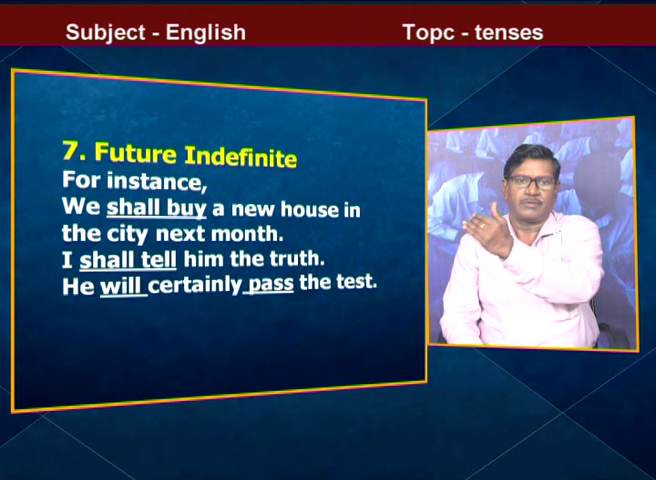 Subject - English
Topc - tenses
7. Future Indefinite
For instance,
We shall buy a new house in
the city next month.
I shall tell him the truth.
He will certainly pass the test.